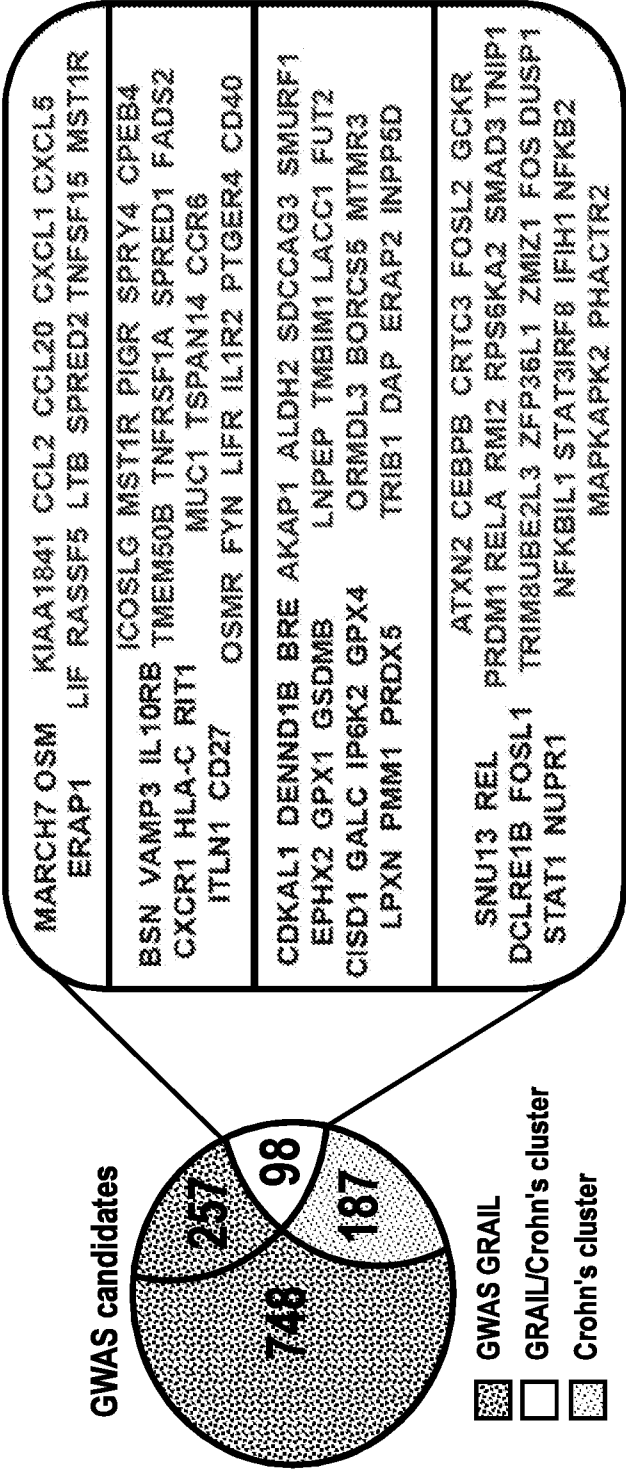 GWAS candidates
257
98
748
187
GWAS GRAIL
GRAIL/Crohn's cluster
Crohn's cluster
MARCH7 OSM KIAA1841 CCL2 CCL20 CXCL1 CXCL5
ERAP1 LIF RASSF5 LTB SPRED2 TNFSF15 MST1R
ICOSLG MST1R PIGR SPRY4 CPEB4
BSN VAMP3 IL10RB TMEM50B TNFRSF1A SPRED1 FADS2
CXCR1 HLA-C RIT1 MUC1 TSPAN14 CCR6
ITLN1 CD27 OSMR FYN LIFR IL1R2 PTGER4 CD40
CDKAL1 DENND1B BRE AKAP1 ALDH2 SDCCAG3 SMURF1
EPHX2 GPX1 GSDMB LNPEP TMBIM1 LACC1 FUT2
CISD1 GALC IP6K2 GPX4 ORMDL3 BORCS5 MTMR3
LPXN PMM1 PRDX5 TRIB1 DAP ERAP2 INPP5D
ATXN2 CEBPB CRTC3 FOSL2 GCKR
SNU13 REL PRDM1 RELA RMI2 RPS6KA2 SMAD3 TNIP1
DCLRE1B FOSL1 TRIM8UBE2L3 ZFP36L1 ZMIZ1 FOS DUSP1
STAT1 NUPR1 NFKBIL1 STAT3IRF8 IFIH1 NFKB2
MAPKAPK2 PHACTR2